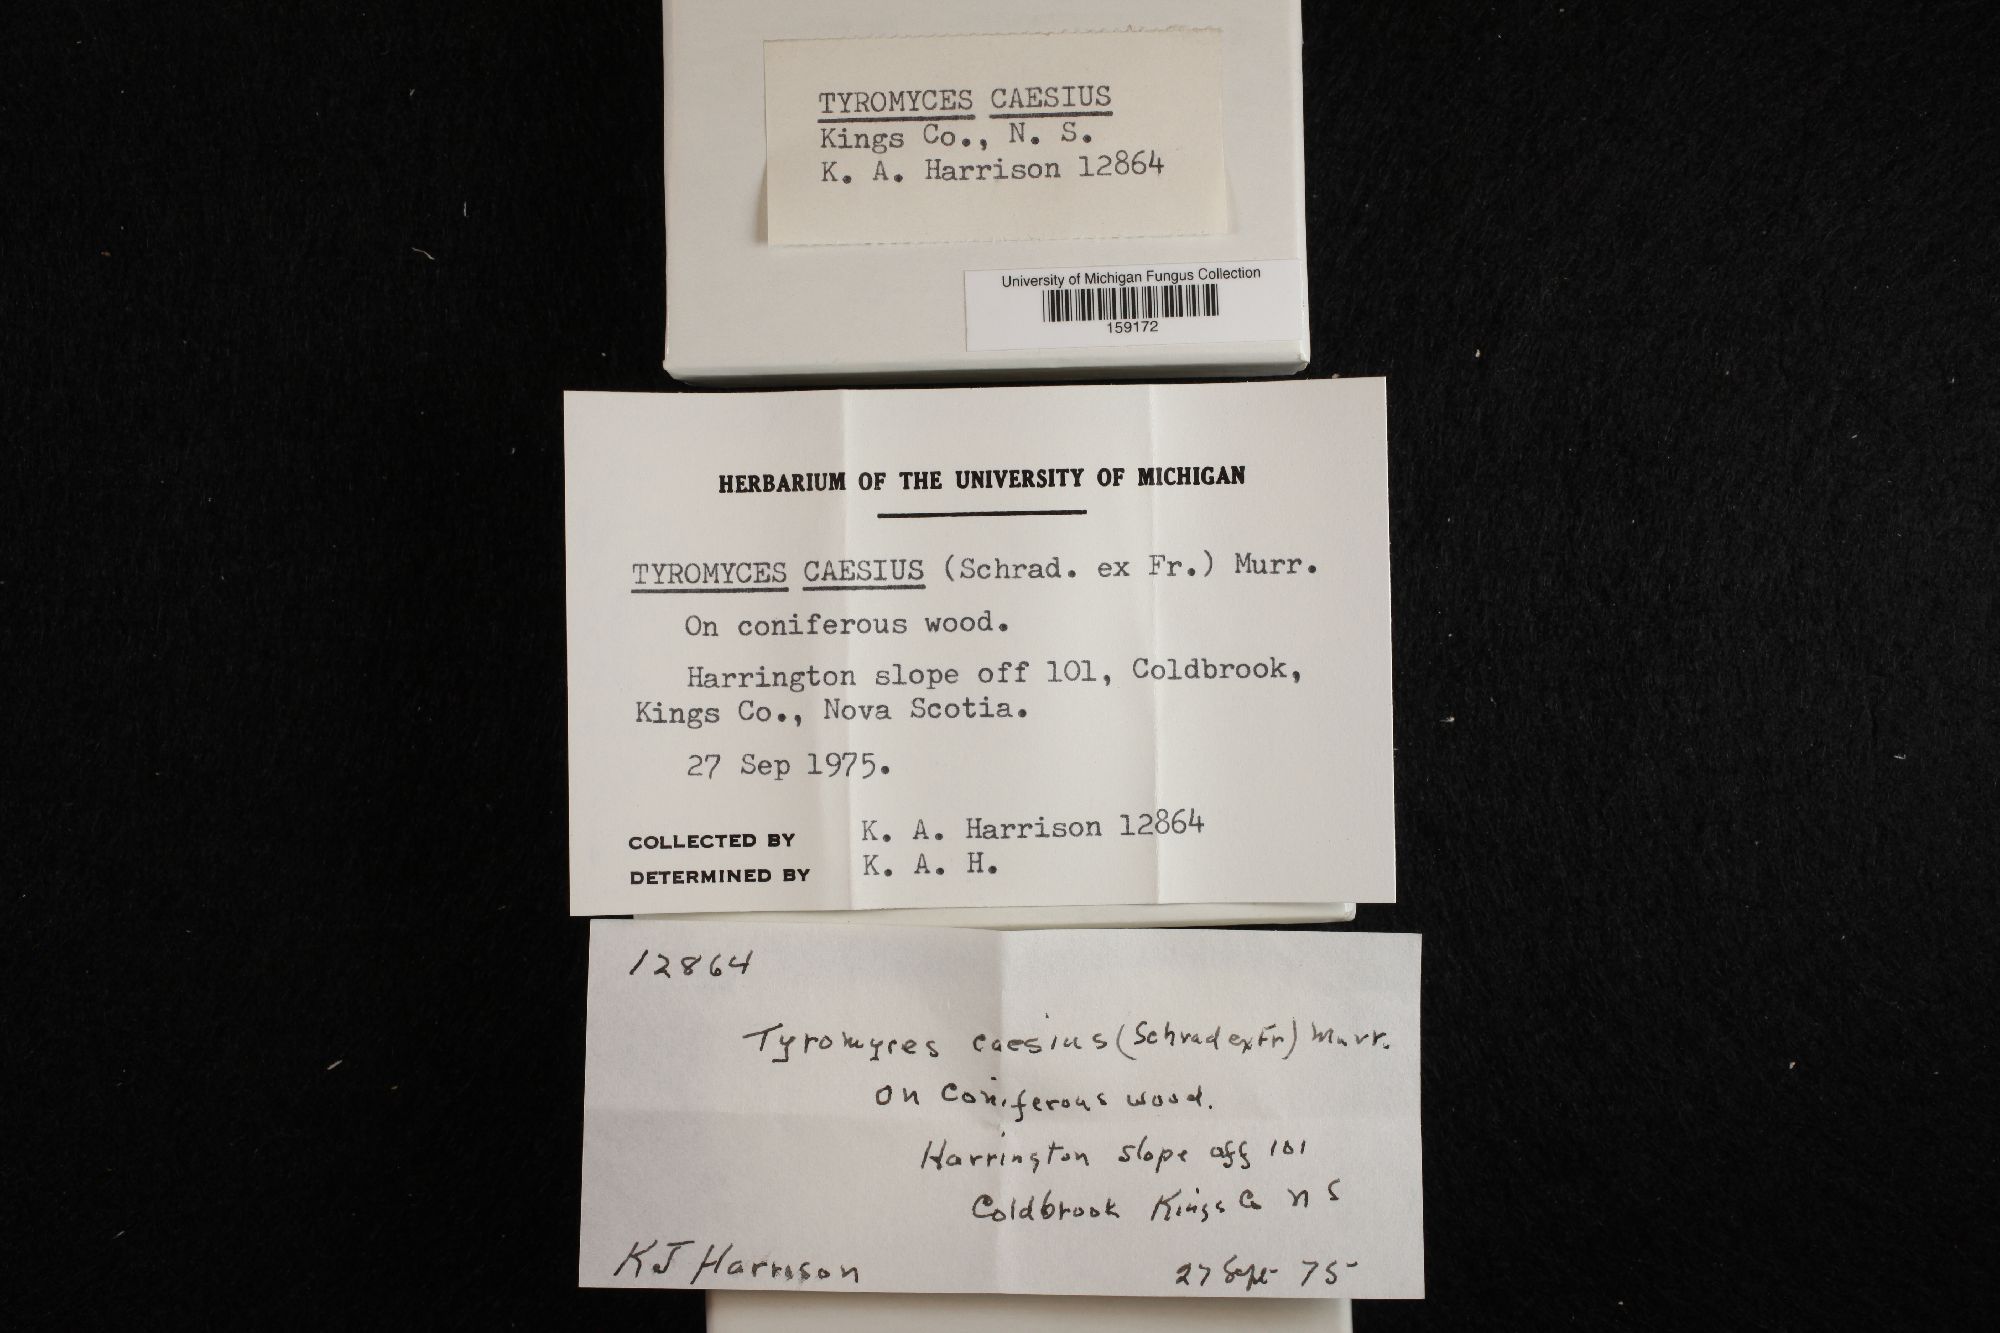 TYROMYCES CAESIUS
Kings Co., N. S.
K. A. Harrison 12864
University of Michigan Fungus Collection
159172
HERBARIUM OF THE UNIVERSITY OF MICHIGAN
TYROMYCES CAESIUS (Schrad. ex Fr.) Murr.
On coniferous wood.
Harrington slope off 101, Coldbrook,
Kings Co., Nova Scotia.
27 Sep 1975.
COLLECTED BY K. A. Harrison 12864
DETERMINED BY K. A. H.
12864
Tyromyces caesius (Schrad ex Fr) Murr.
on Coniferous wood.
Harrington slope off 101
Coldbrook Kings Co N S
KJ Harrison 27 Sept 75